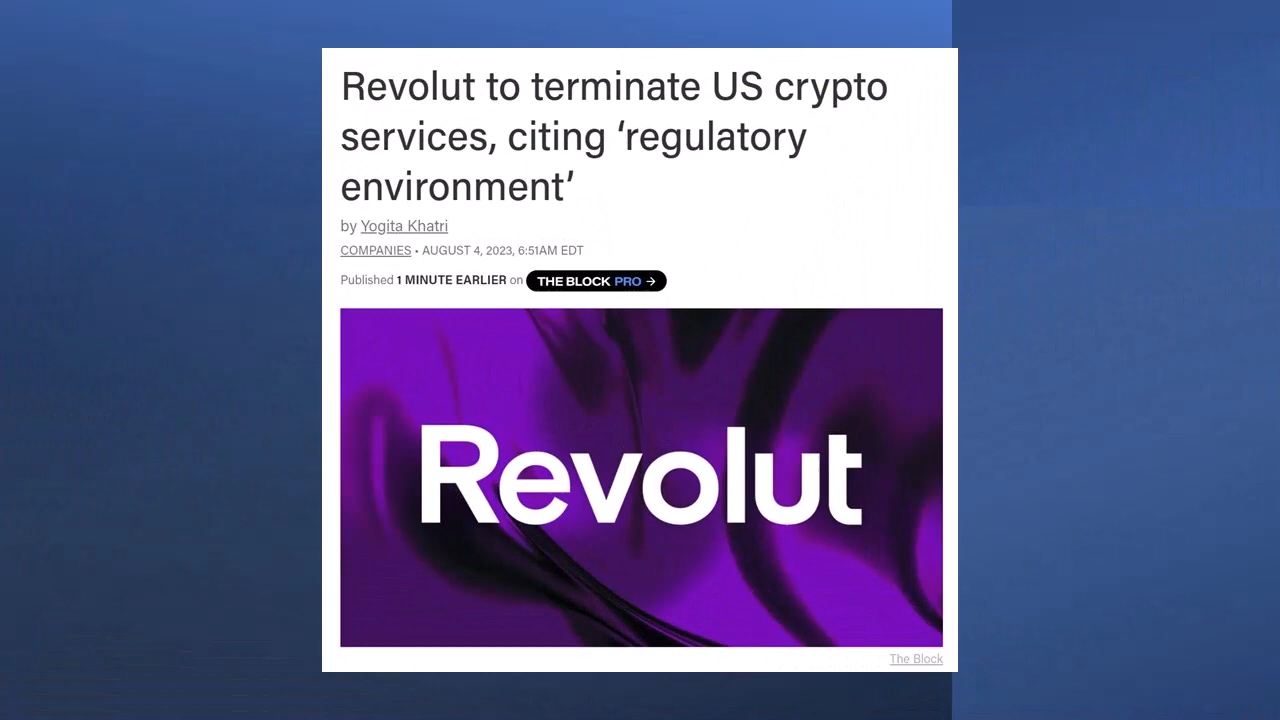 Revolut to terminate US crypto
services, citing ‘regulatory
environment’
by Yogita Khatri
COMPANIES • AUGUST 4, 2023, 6:51AM EDT
Published 1 MINUTE EARLIER on THE BLOCK PRO →
Revolut
The Block